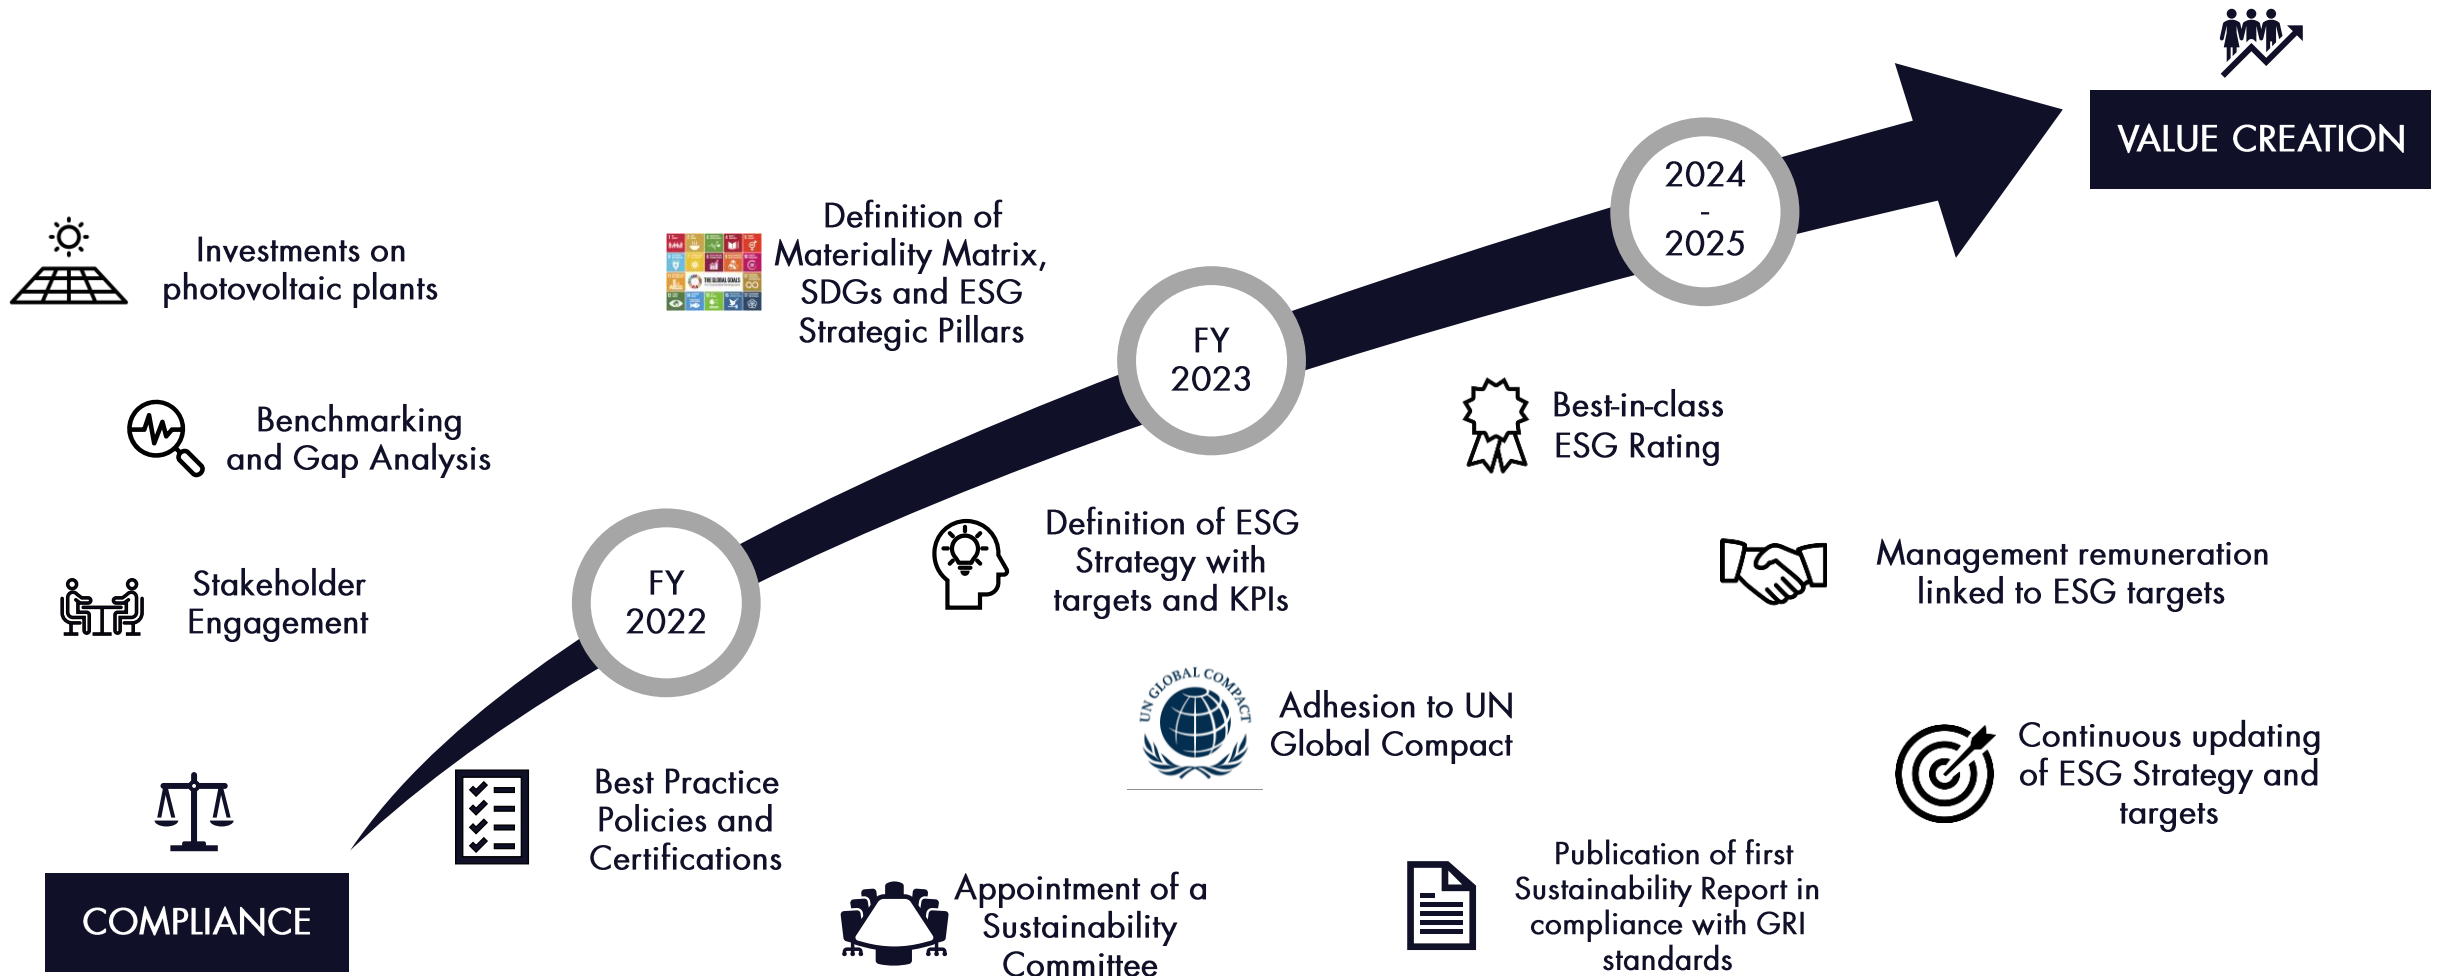 VALUE CREATION
2024
-
2025
Investments on
photovoltaic plants
THE GLOBAL GOALS
Definition of
Materiality Matrix,
SDGs and ESG
Strategic Pillars
FY
2023
Benchmarking
and Gap Analysis
Best-in-class
ESG Rating
Stakeholder
Engagement
FY
2022
Definition of ESG
Strategy with
targets and KPIs
Management remuneration
linked to ESG targets
UN GLOBAL COMPACT
Adhesion to UN
Global Compact
Continuous updating
of ESG Strategy and
targets
Best Practice
Policies and
Certifications
COMPLIANCE
Appointment of a
Sustainability
Committee
Publication of first
Sustainability Report in
compliance with GRI
standards